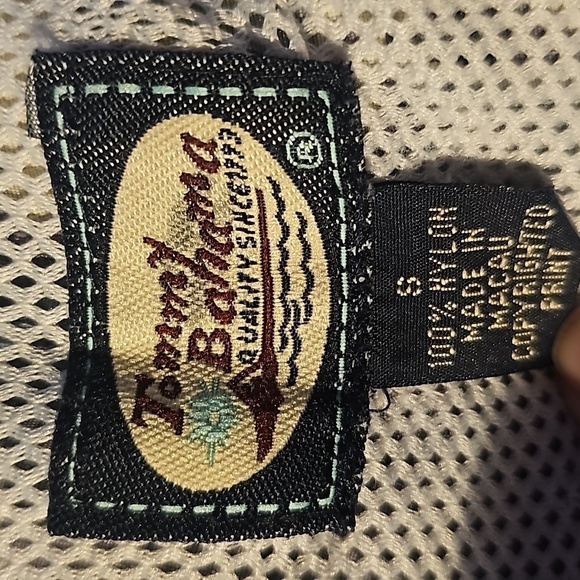 Tommy
Bahama
QUALITY SINCE 1993
®
S
100% NYLON
MADE IN
MACAU
COPYRIGHTED
PRINT